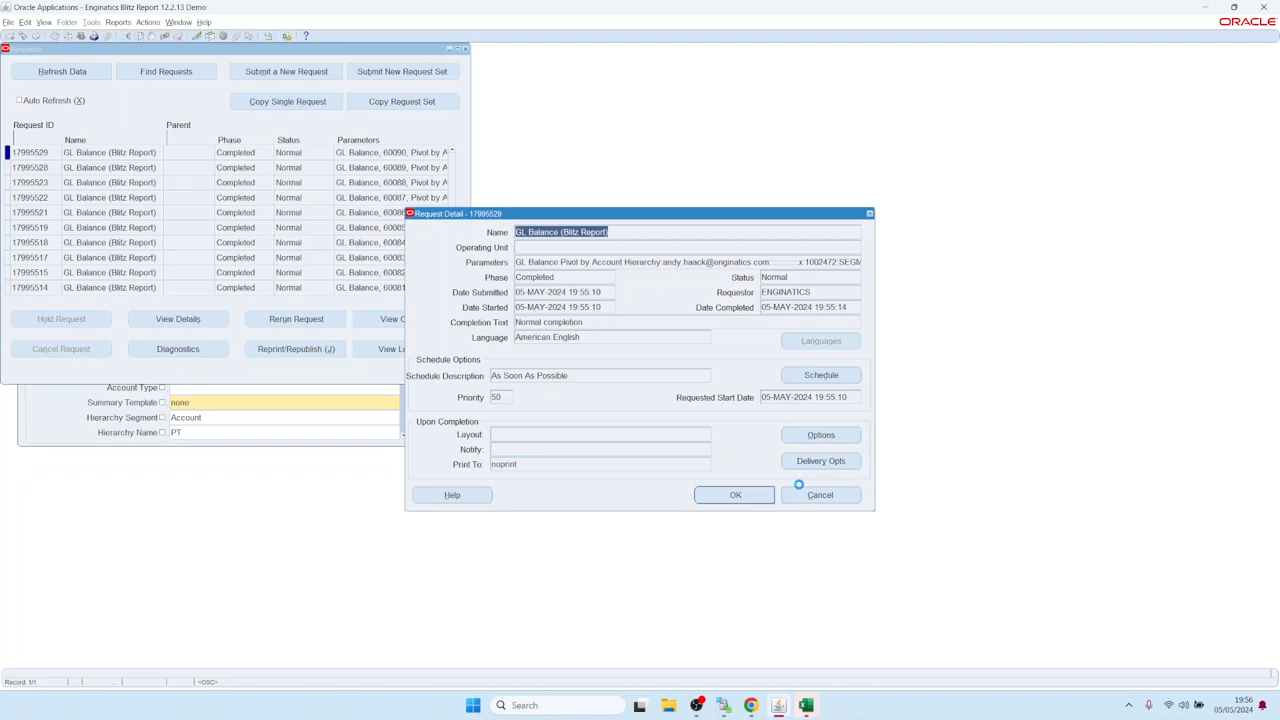 Oracle Applications - Enginatics Blitz Report 12.2.13 Demo
File Edit View Folder Tools Reports Actions Window Help
ORACLE
Requests
Refresh Data Find Requests Submit a New Request Submit New Request Set
Auto Refresh (X) Copy Single Request Copy Request Set
Request ID Parent
Name Phase Status Parameters
17995529 GL Balance (Blitz Report) Completed Normal GL Balance, 60090, Pivot by A
17995528 GL Balance (Blitz Report) Completed Normal GL Balance, 60089, Pivot by A
17995523 GL Balance (Blitz Report) Completed Normal GL Balance, 60088, Pivot by A
17995522 GL Balance (Blitz Report) Completed Normal GL Balance, 60087, Pivot by A
17995521 GL Balance (Blitz Report) Completed Normal GL Balance, 60086
17995519 GL Balance (Blitz Report) Completed Normal GL Balance, 60085
17995518 GL Balance (Blitz Report) Completed Normal GL Balance, 60084
17995517 GL Balance (Blitz Report) Completed Normal GL Balance, 60083
17995515 GL Balance (Blitz Report) Completed Normal GL Balance, 60082
17995514 GL Balance (Blitz Report) Completed Normal GL Balance, 60081
Hold Request View Details Rerun Request View O
Cancel Request Diagnostics Reprint/Republish (J) View Lo
Account Type
Summary Template none
Hierarchy Segment Account
Hierarchy Name PT
Request Detail - 17995529
Name GL Balance (Blitz Report)
Operating Unit
Parameters GL Balance Pivot by Account Hierarchy andy.haack@enginatics.com :::::::::::::: x 1002472 SEGM
Phase Completed Status Normal
Date Submitted 05-MAY-2024 19:55:10 Requestor ENGINATICS
Date Started 05-MAY-2024 19:55:10 Date Completed 05-MAY-2024 19:55:14
Completion Text Normal completion
Language American English Languages
Schedule Options
Schedule Description As Soon As Possible Schedule
Priority 50 Requested Start Date 05-MAY-2024 19:55:10
Upon Completion
Layout: Options
Notify:
Print To: noprint Delivery Opts
Help OK Cancel
Record: 1/1 ... <OSC>
Search
19:56
05/05/2024